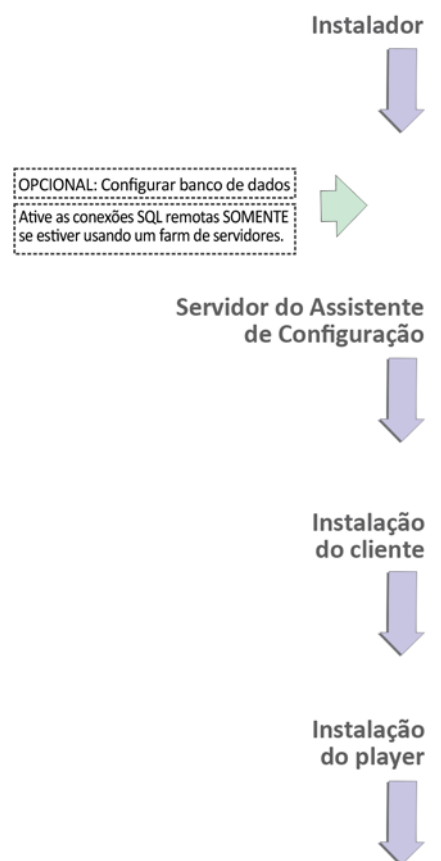 Instalador
OPCIONAL: Configurar banco de dados
Ative as conexões SQL remotas SOMENTE
se estiver usando um farm de servidores.
Servidor do Assistente
de Configuração
Instalação
do cliente
Instalação
do player